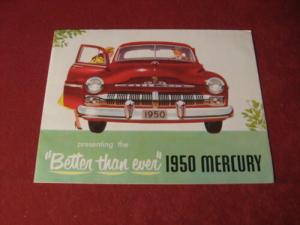 1950
presenting the
"Better than ever" 1950 MERCURY